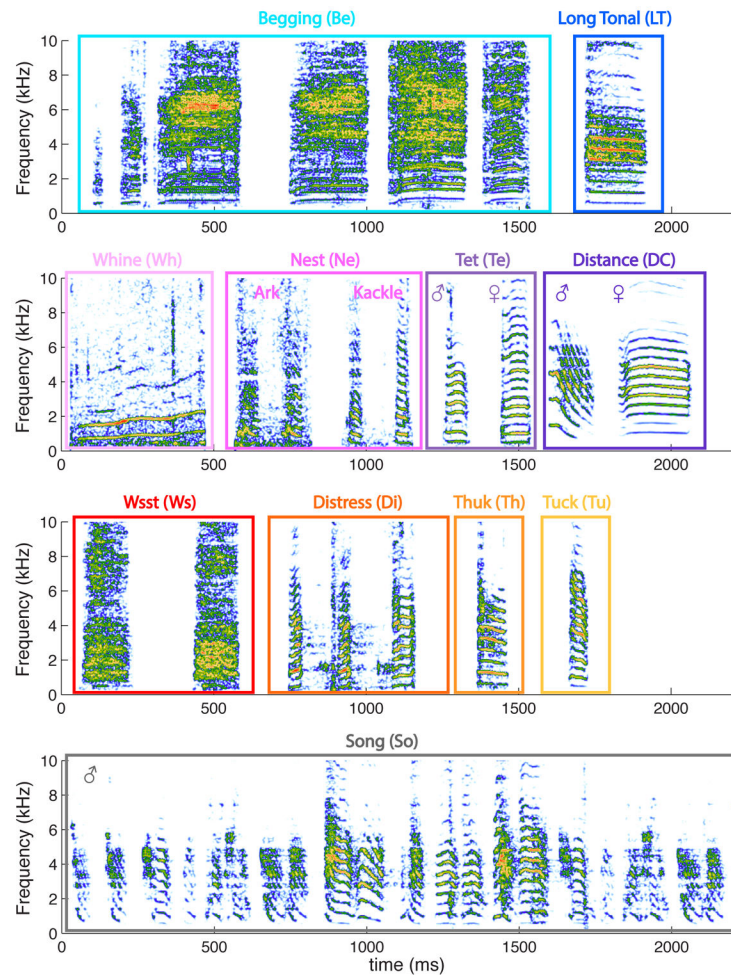 Begging (Be) Long Tonal (LT)
10
8
6
4
2
0
Frequency (kHz)
0 500 1000 1500 2000
Whine (Wh) Nest (Ne) Tet (Te) Distance (DC)
10
8
6
4
2
0
Frequency (kHz)
Ark Kackle ♂ ♀ ♂ ♀
0 500 1000 1500 2000
Wsst (Ws) Distress (Di) Thuk (Th) Tuck (Tu)
10
8
6
4
2
0
Frequency (kHz)
0 500 1000 1500 2000
Song (So)
10
8
6
4
2
0
Frequency (kHz)
♂
0 500 1000 1500 2000
time (ms)